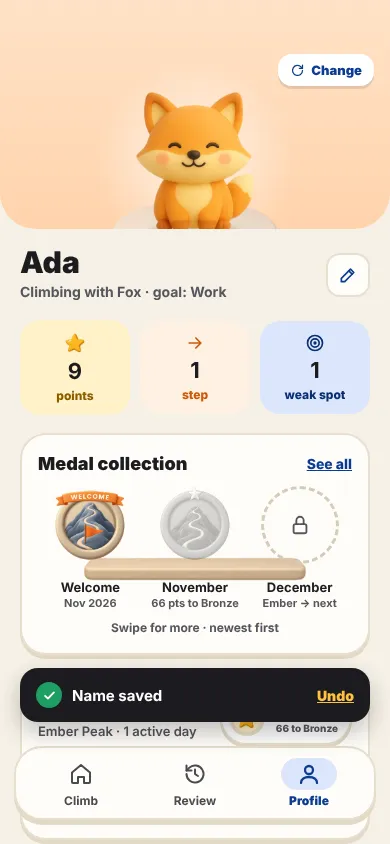 Change
Ada
Climbing with Fox · goal: Work
9
points
1
step
1
weak spot
Medal collection
See all
WELCOME
Welcome
Nov 2026
November
66 pts to Bronze
December
Ember → next
Swipe for more · newest first
Name saved
Undo
Ember Peak · 1 active day
66 to Bronze
Climb
Review
Profile